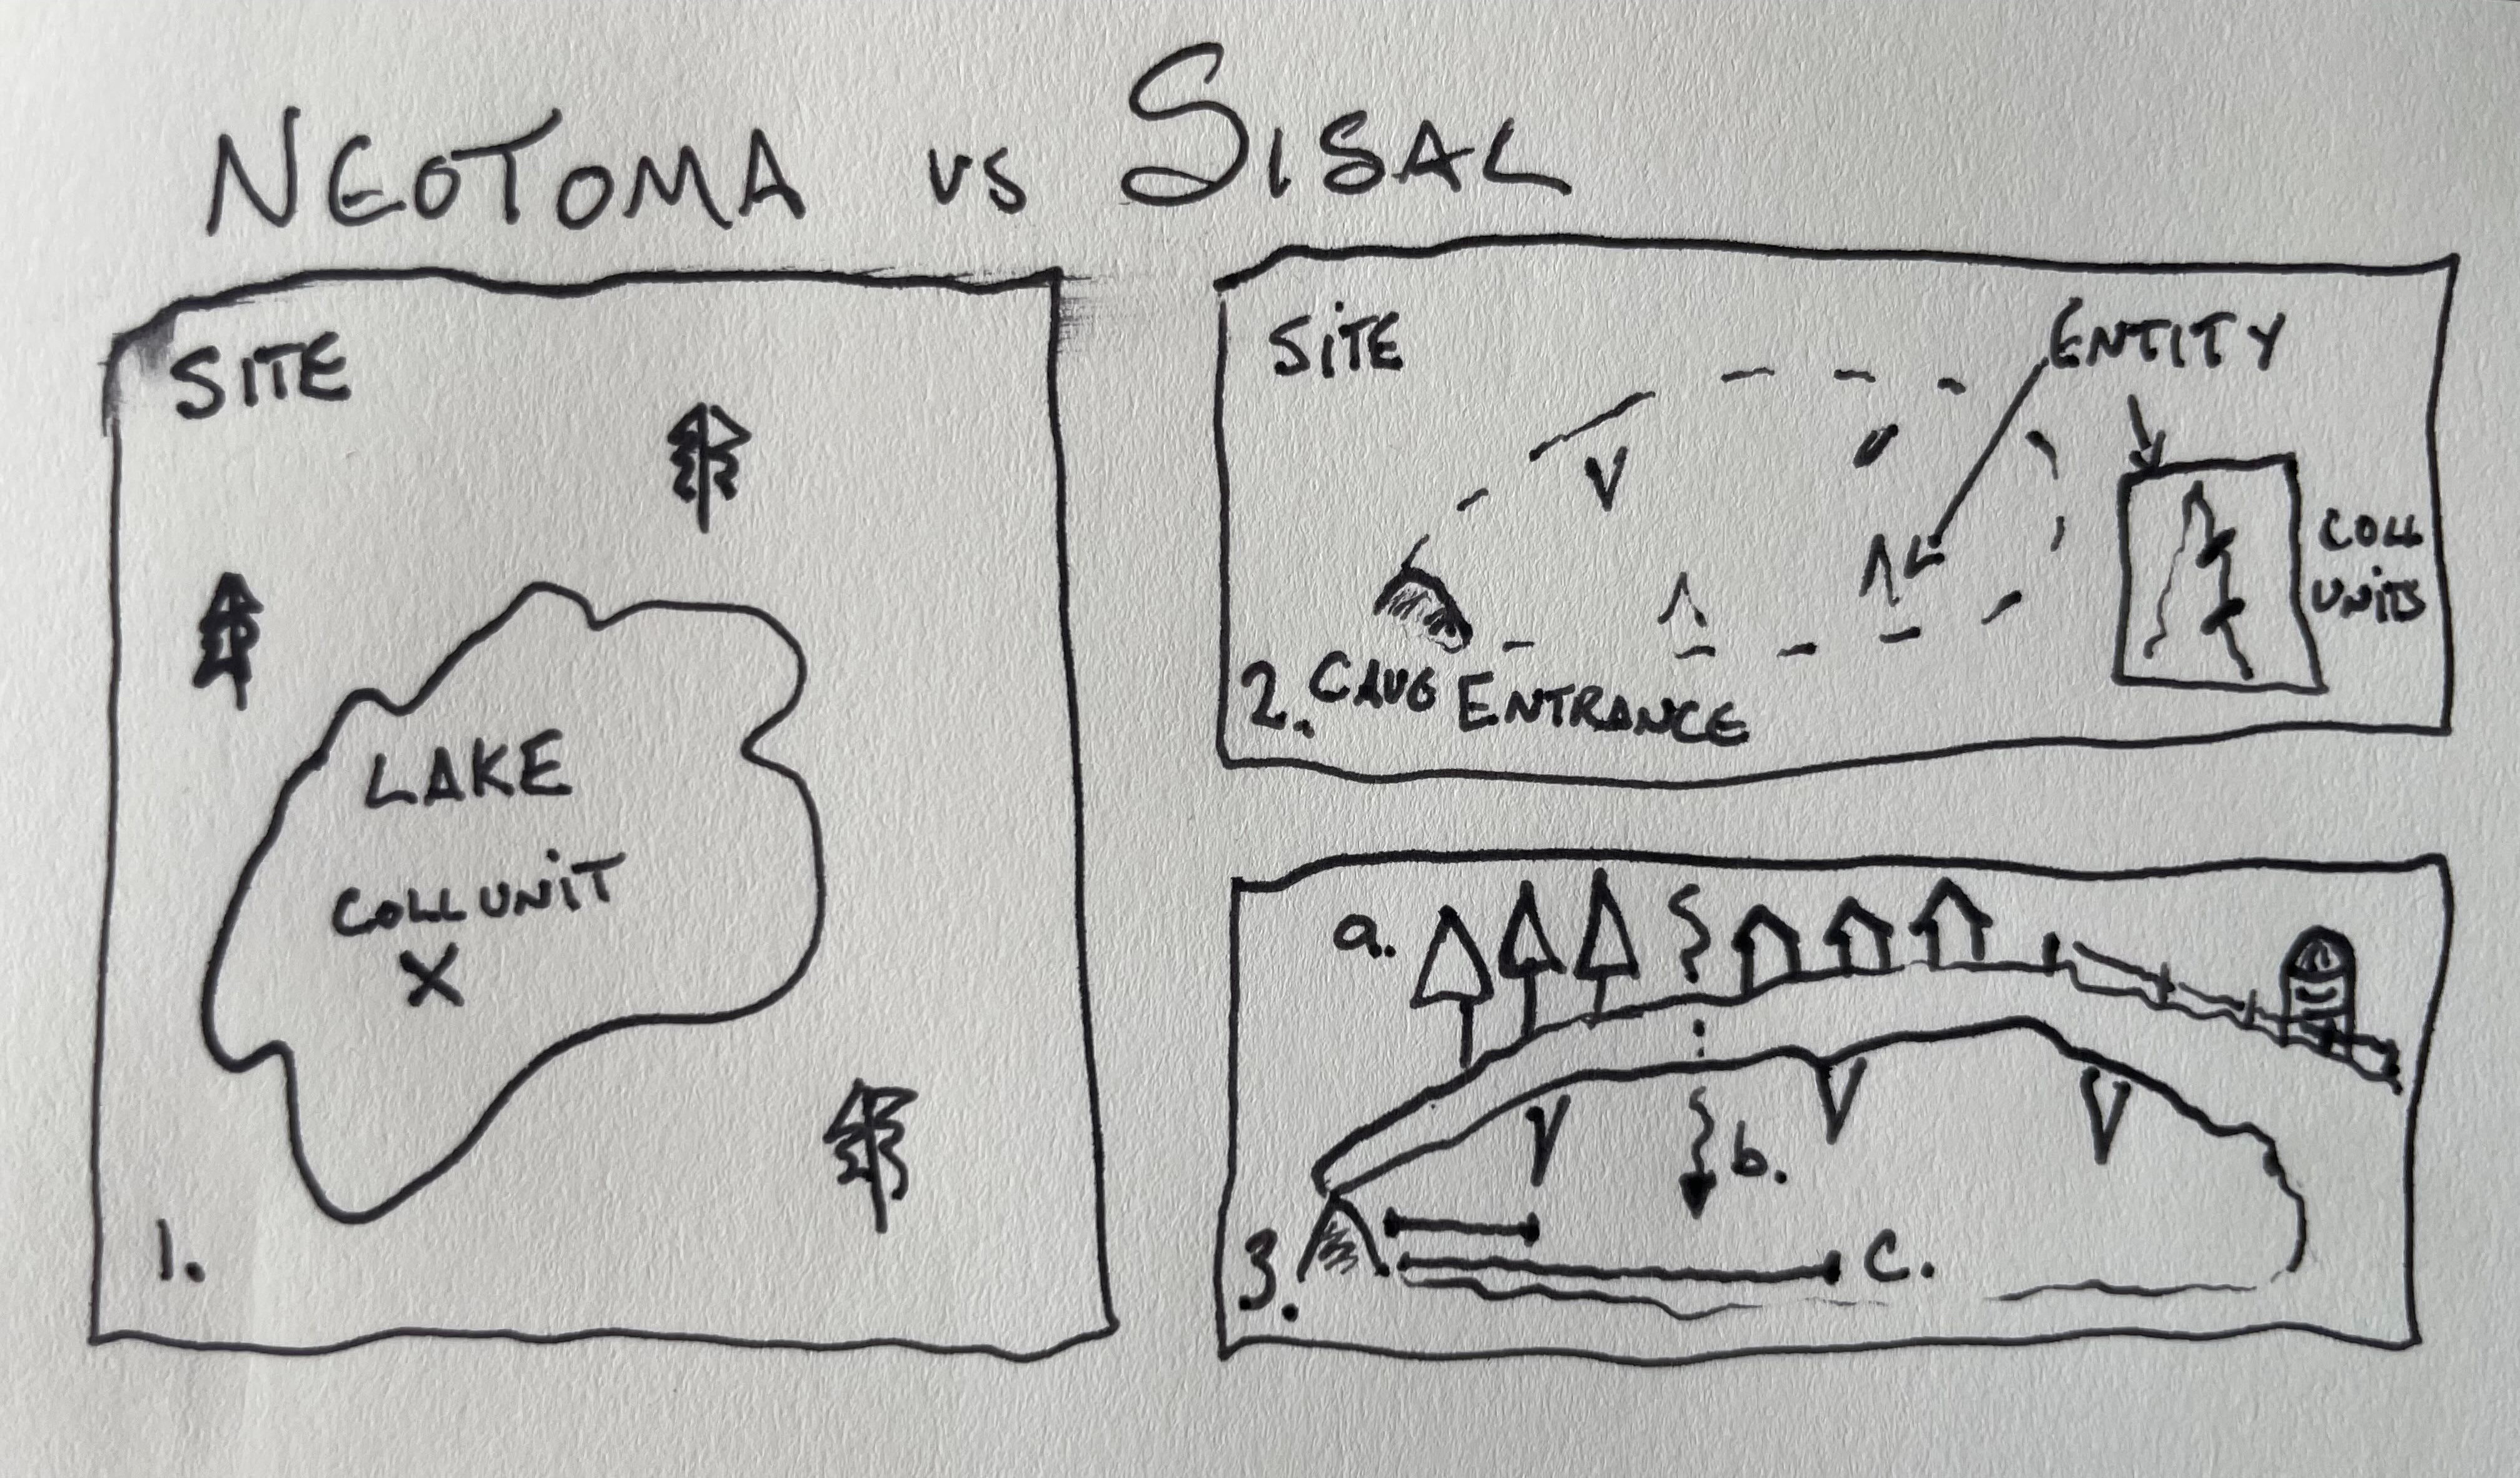 NEOTOMA vs SISAL
SITE
LAKE
COLL UNIT
X
1.
SITE
ENTITY
COLL
UNITS
2. CAVE ENTRANCE
a.
b.
c.
3.